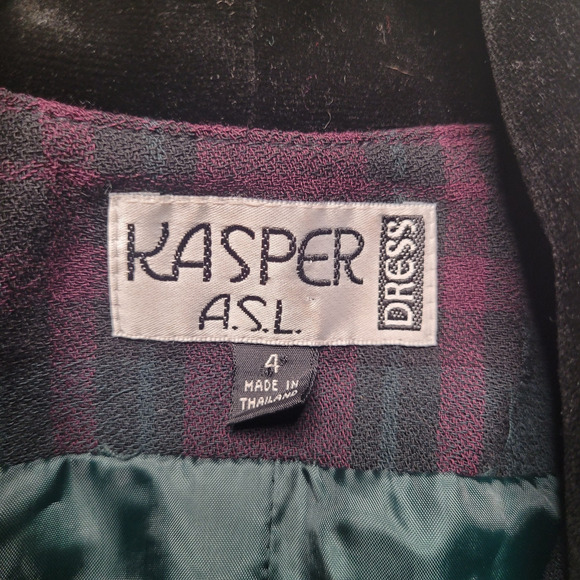 KASPER
A.S.L.
DRESS
4
MADE IN
THAILAND